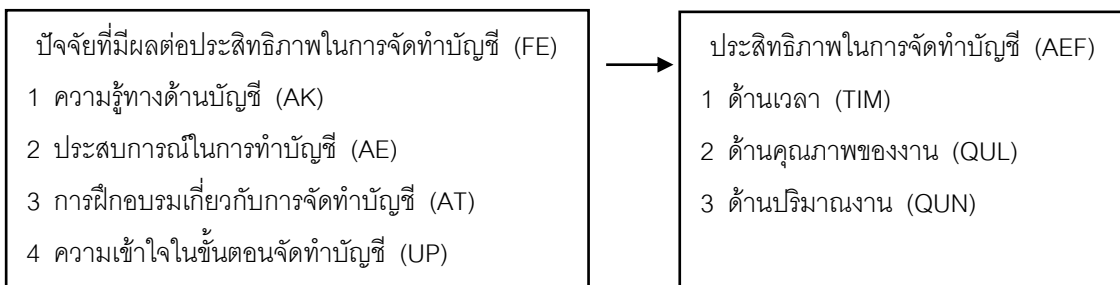 ปัจจัยที่มีผลต่อประสิทธิภาพในการจัดทำบัญชี (FE)
1 ความรู้ทางด้านบัญชี (AK)
2 ประสบการณ์ในการทำบัญชี (AE)
3 การฝึกอบรมเกี่ยวกับการจัดทำบัญชี (AT)
4 ความเข้าใจในขั้นตอนจัดทำบัญชี (UP)
ประสิทธิภาพในการจัดทำบัญชี (AEF)
1 ด้านเวลา (TIM)
2 ด้านคุณภาพของงาน (QUL)
3 ด้านปริมาณงาน (QUN)